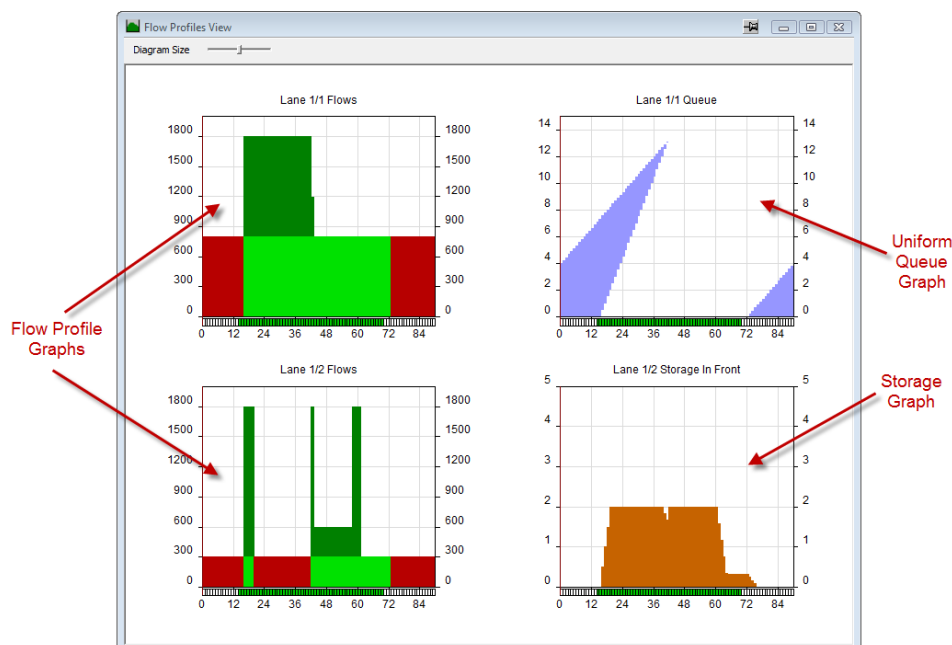 Flow Profiles View
Diagram Size
Lane 1/1 Flows
1800 1800
1500 1500
1200 1200
900 900
600 600
300 300
0 0
0 12 24 36 48 60 72 84
Lane 1/1 Queue
14 14
12 12
10 10
8 8
6 6
4 4
2 2
0 0
0 12 24 36 48 60 72 84
Flow Profile
Graphs
Uniform
Queue
Graph
Lane 1/2 Flows
1800 1800
1500 1500
1200 1200
900 900
600 600
300 300
0 0
0 12 24 36 48 60 72 84
Lane 1/2 Storage In Front
5 5
4 4
3 3
2 2
1 1
0 0
0 12 24 36 48 60 72 84
Storage
Graph